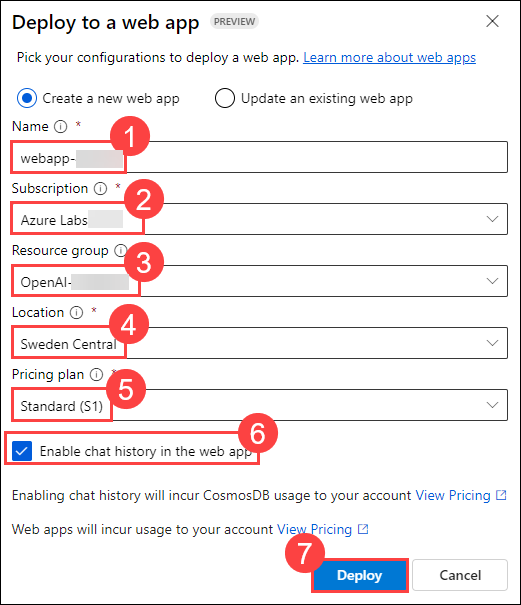 Deploy to a web app PREVIEW
Pick your configurations to deploy a web app. Learn more about web apps
Create a new web app Update an existing web app
Name * 1
webapp-
Subscription * 2
Azure Labs
Resource group 3
OpenAI-
Location * 4
Sweden Central
Pricing plan * 5
Standard (S1)
6
Enable chat history in the web app
Enabling chat history will incur CosmosDB usage to your account View Pricing
Web apps will incur usage to your account View Pricing
7
Deploy Cancel